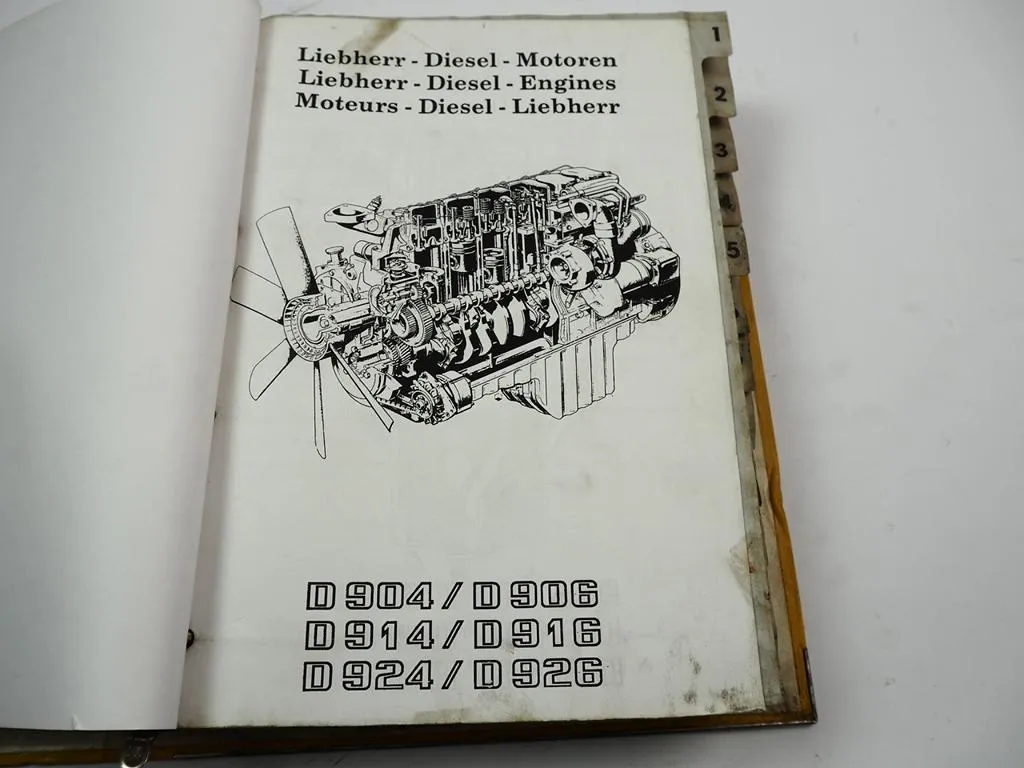 Liebherr - Diesel - Motoren
Liebherr - Diesel - Engines
Moteurs - Diesel - Liebherr
1
2
3
4
5
D 904 / D 906
D 914 / D 916
D 924 / D 926